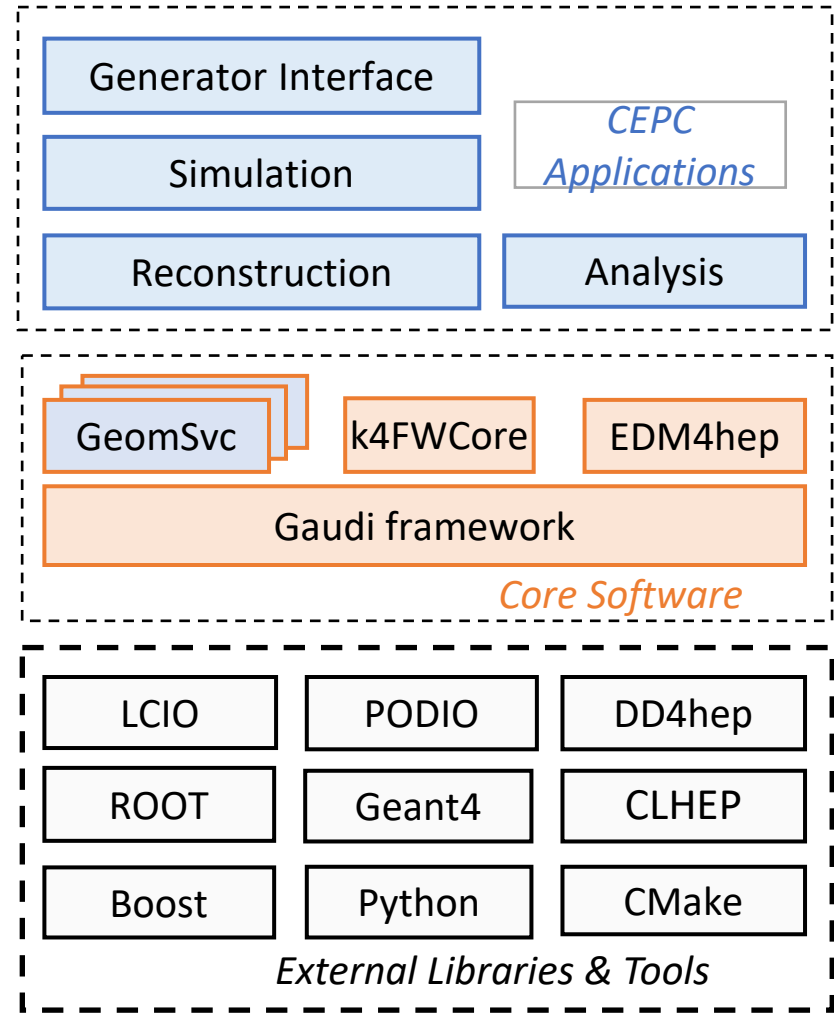 Generator Interface
CEPC
Applications
Simulation
Reconstruction
Analysis
GeomSvc
k4FWCore
EDM4hep
Gaudi framework
Core Software
LCIO
PODIO
DD4hep
ROOT
Geant4
CLHEP
Boost
Python
CMake
External Libraries & Tools